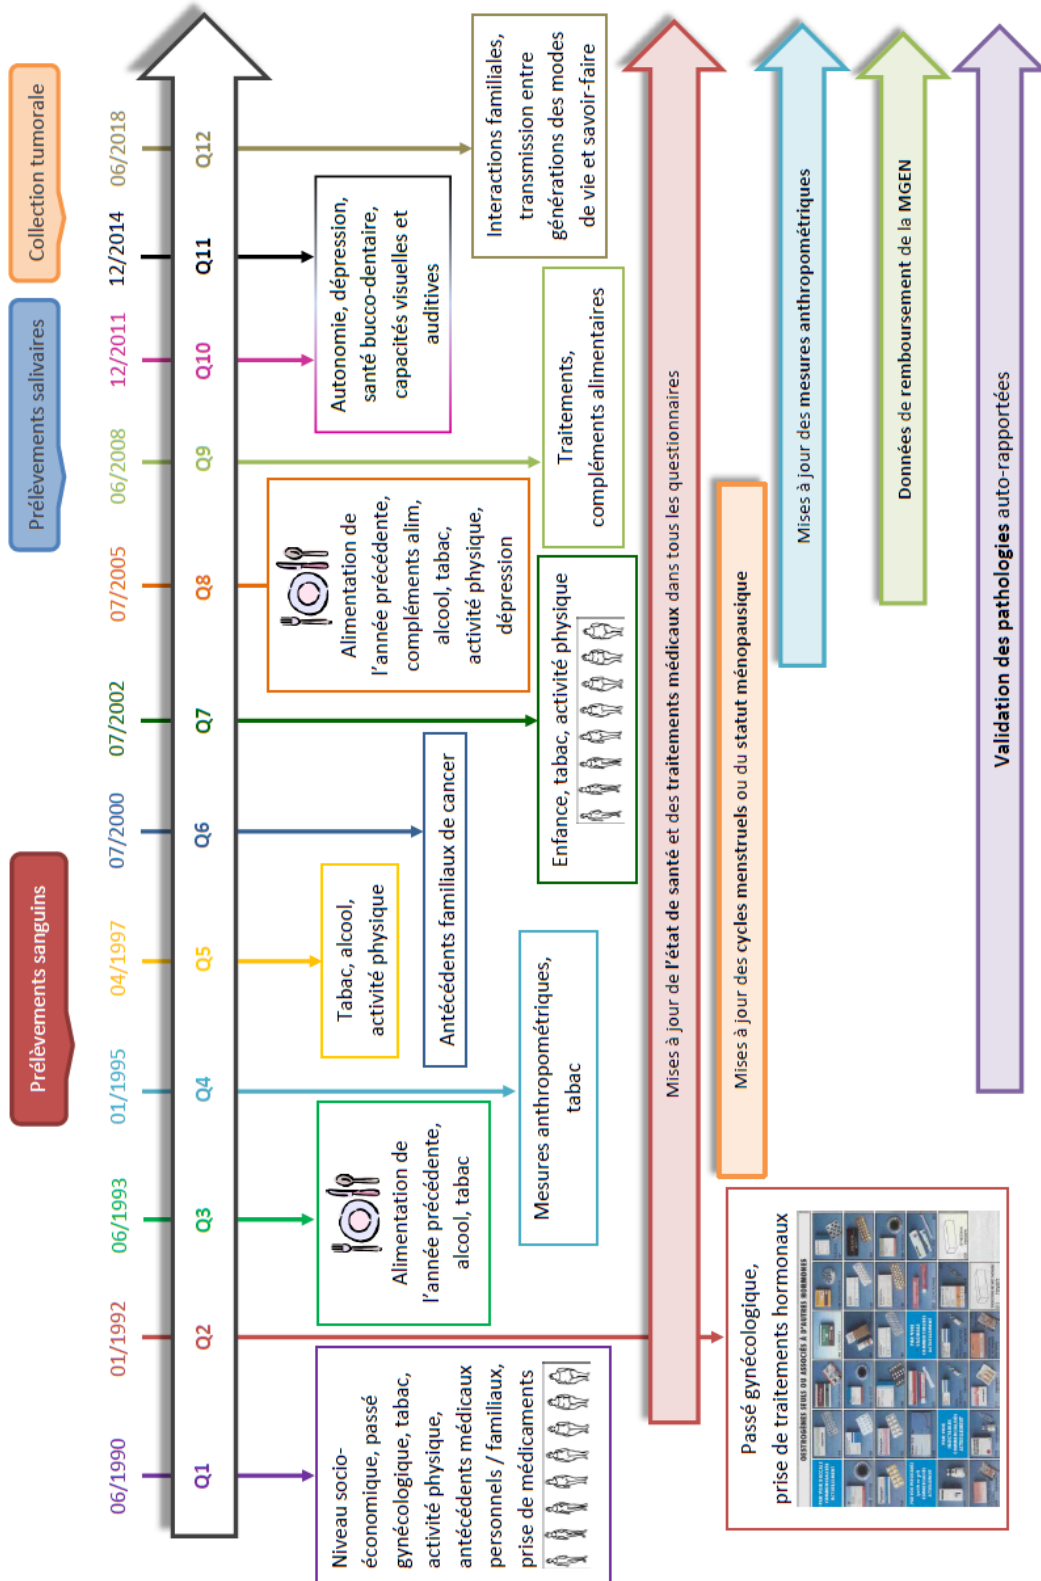 Prélèvements sanguins
Prélèvements salivaires
Collection tumorale
06/1990
01/1992
06/1993
01/1995
04/1997
07/2000
07/2002
07/2005
06/2008
12/2011
12/2014
06/2018
Q1
Q2
Q3
Q4
Q5
Q6
Q7
Q8
Q9
Q10
Q11
Q12
Niveau socio-
économique, passé
gynécologique, tabac,
activité physique,
antécédents médicaux
personnels / familiaux,
prise de médicaments
Passé gynécologique,
prise de traitements hormonaux
OESTROGÈNES SEULS OU ASSOCIÉS À D'AUTRES HORMONES
Alimentation de
l'année précédente,
alcool, tabac
Mesures anthropométriques,
tabac
Tabac, alcool,
activité physique
Antécédents familiaux de cancer
Enfance, tabac, activité physique
Alimentation de
l'année précédente,
compléments alim,
alcool, tabac,
activité physique,
dépression
Traitements,
compléments alimentaires
Autonomie, dépression,
santé bucco-dentaire,
capacités visuelles et
auditives
Interactions familiales,
transmission entre
générations des modes
de vie et savoir-faire
Mises à jour de l'état de santé et des traitements médicaux dans tous les questionnaires
Mises à jour des cycles menstruels ou du statut ménopausique
Mises à jour des mesures anthropométriques
Données de remboursement de la MGEN
Validation des pathologies auto-rapportées